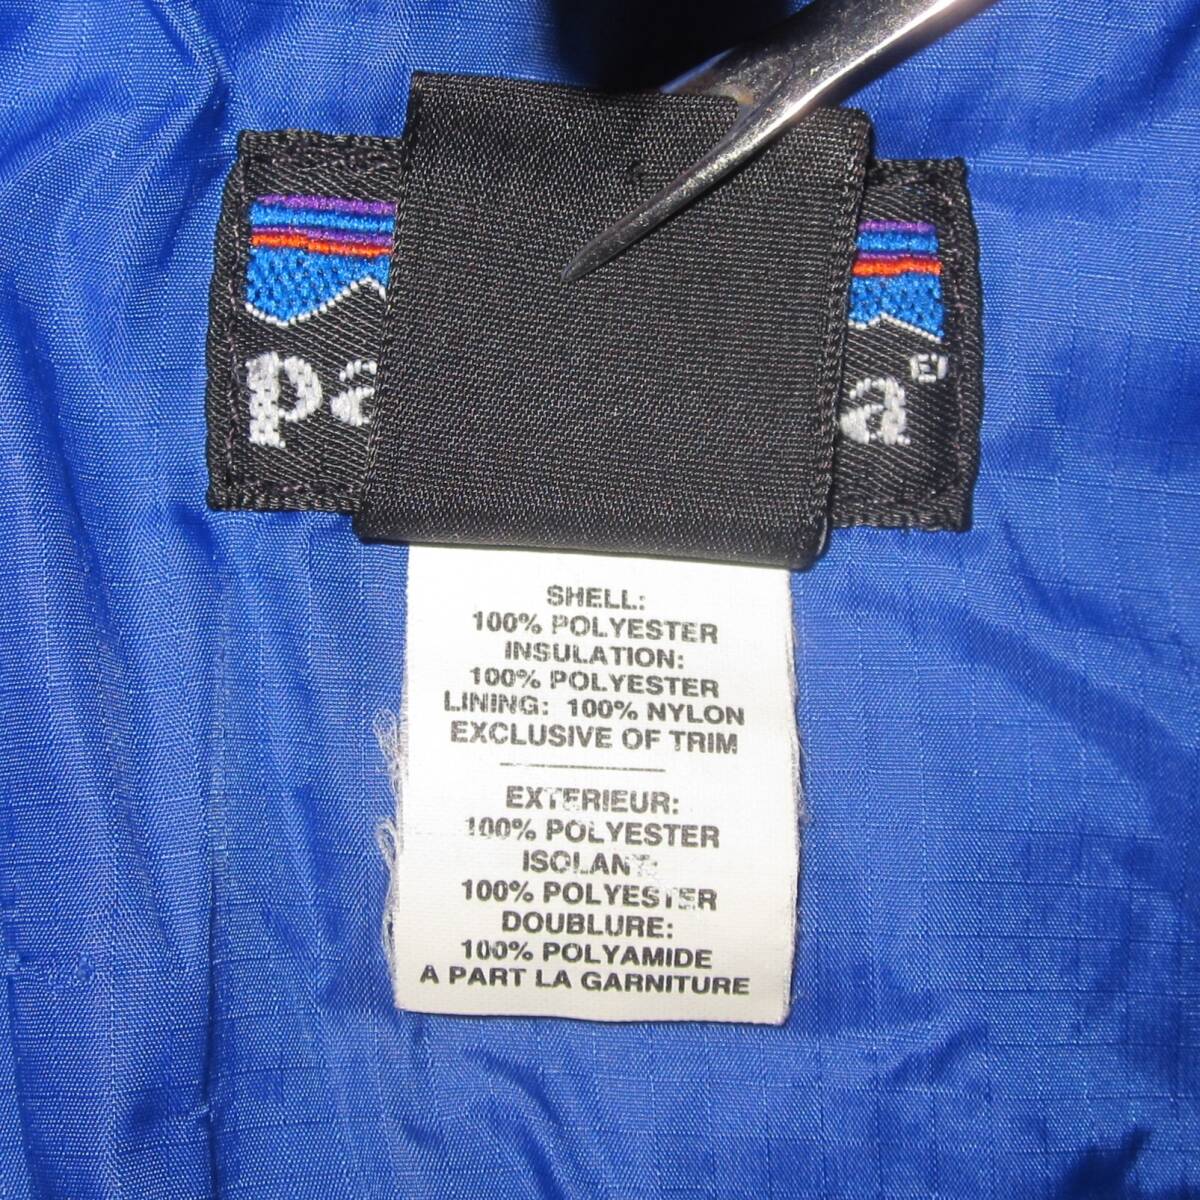 pa
a®
SHELL:
100% POLYESTER
INSULATION:
100% POLYESTER
LINING: 100% NYLON
EXCLUSIVE OF TRIM
EXTERIEUR:
100% POLYESTER
ISOLANT:
100% POLYESTER
DOUBLURE:
100% POLYAMIDE
A PART LA GARNITURE